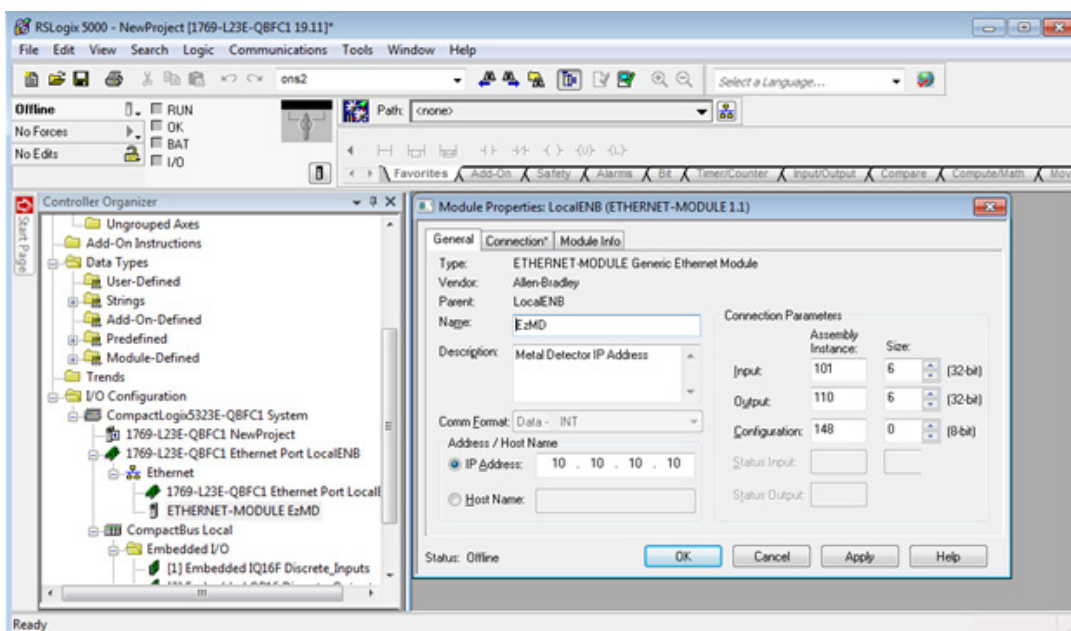 RSLogix 5000 - NewProject [1769-L23E-QBFC1 19.11]*
File Edit View Search Logic Communications Tools Window Help
ons2
Select a Language...
Offline
RUN
No Forces
OK
No Edits
BAT
I/O
Path: <none>
Favorites Add-On Safety Alarms Bit Timer/Counter Input/Output Compare Compute/Math Mov
Start Page
Controller Organizer
Ungrouped Axes
Add-On Instructions
Data Types
User-Defined
Strings
Add-On-Defined
Predefined
Module-Defined
Trends
I/O Configuration
CompactLogix5323E-QBFC1 System
1769-L23E-QBFC1 NewProject
1769-L23E-QBFC1 Ethernet Port LocalENB
Ethernet
1769-L23E-QBFC1 Ethernet Port Locall
ETHERNET-MODULE EzMD
CompactBus Local
Embedded I/O
[1] Embedded IQ16F Discrete_Inputs
Module Properties: LocalENB (ETHERNET-MODULE 1.1)
General Connection* Module Info
Type: ETHERNET-MODULE Generic Ethernet Module
Vendor: Allen-Bradley
Parent: LocalENB
Name: EzMD
Description: Metal Detector IP Address
Comm Format: Data - INT
Address / Host Name
IP Address: 10 . 10 . 10 . 10
Host Name:
Connection Parameters
Assembly Instance: Size:
Input: 101 6 (32-bit)
Output: 110 6 (32-bit)
Configuration: 148 0 (8-bit)
Status Input:
Status Output:
Status: Offline
OK Cancel Apply Help
Ready